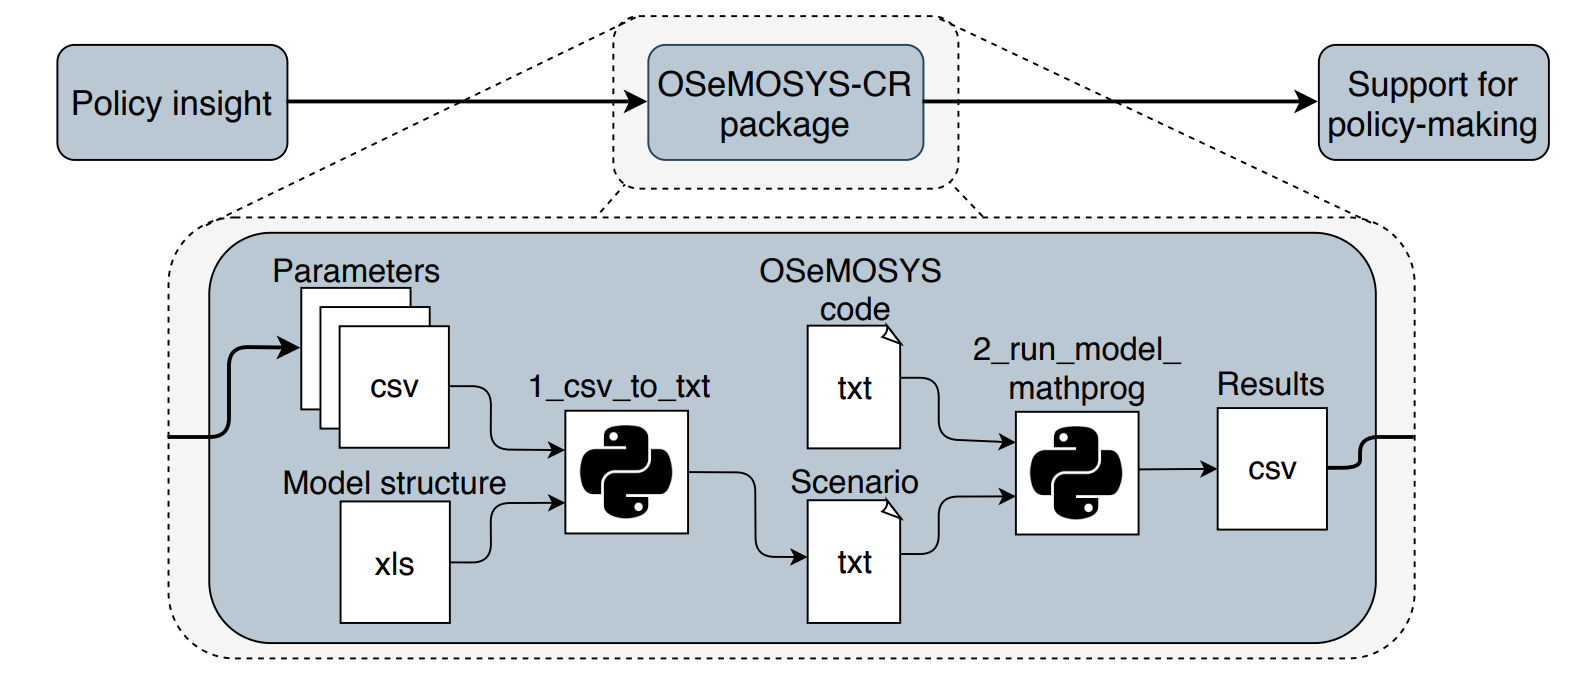 Policy insight
OSeMOSYS-CR
package
Support for
policy-making
Parameters
csv
Model structure
xls
1_csv_to_txt
OSeMOSYS
code
txt
Scenario
txt
2_run_model_
mathprog
Results
csv